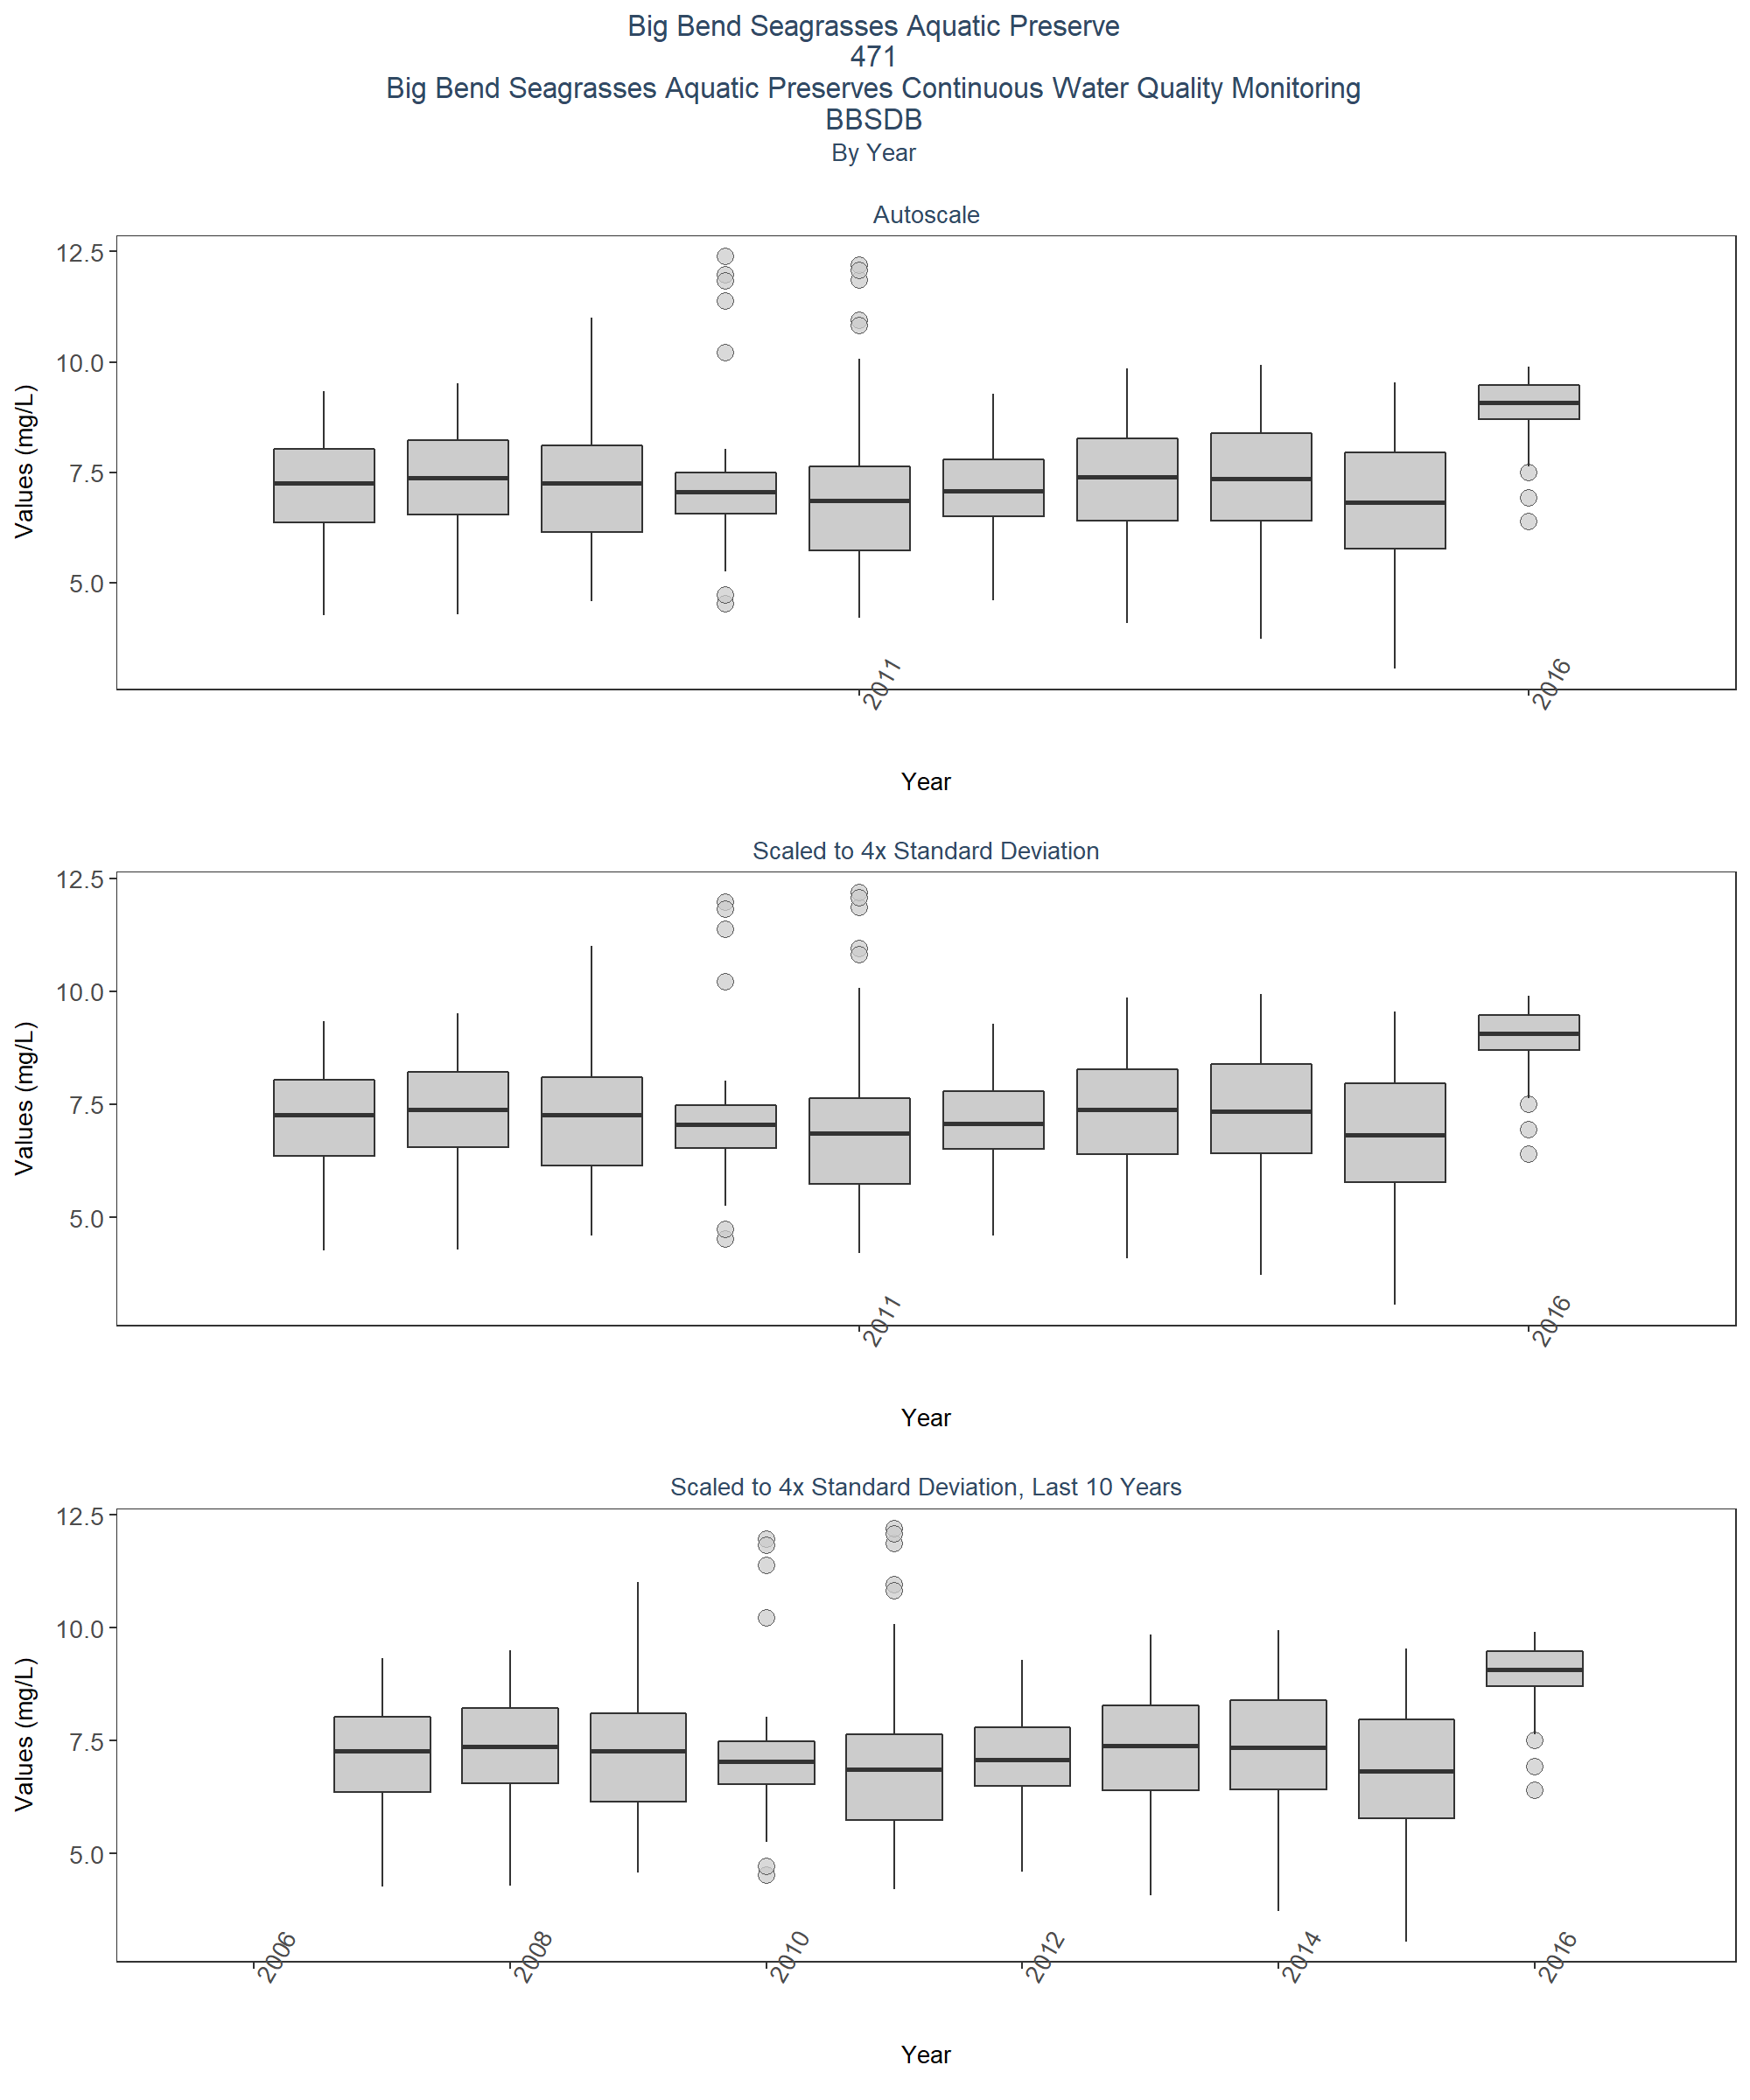 Big Bend Seagrasses Aquatic Preserve
471
Big Bend Seagrasses Aquatic Preserves Continuous Water Quality Monitoring
BBSDB
By Year
Autoscale
Values (mg/L)
12.5
10.0
7.5
5.0
2011
2016
Year
Scaled to 4x Standard Deviation
Values (mg/L)
12.5
10.0
7.5
5.0
2011
2016
Year
Scaled to 4x Standard Deviation, Last 10 Years
Values (mg/L)
12.5
10.0
7.5
5.0
2006
2008
2010
2012
2014
2016
Year